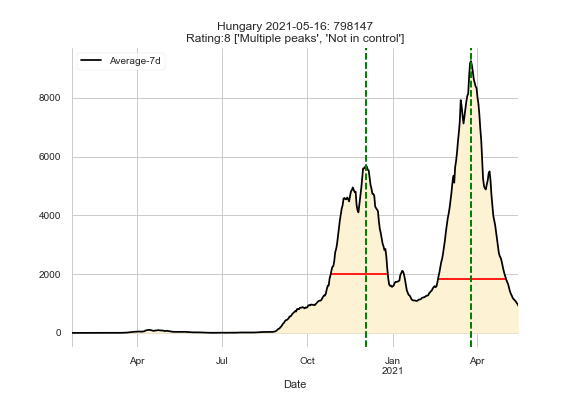 Hungary 2021-05-16: 798147
Rating:8 ['Multiple peaks', 'Not in control']
Average-7d
8000
6000
4000
2000
0
Apr
Jul
Oct
Jan
2021
Apr
Date